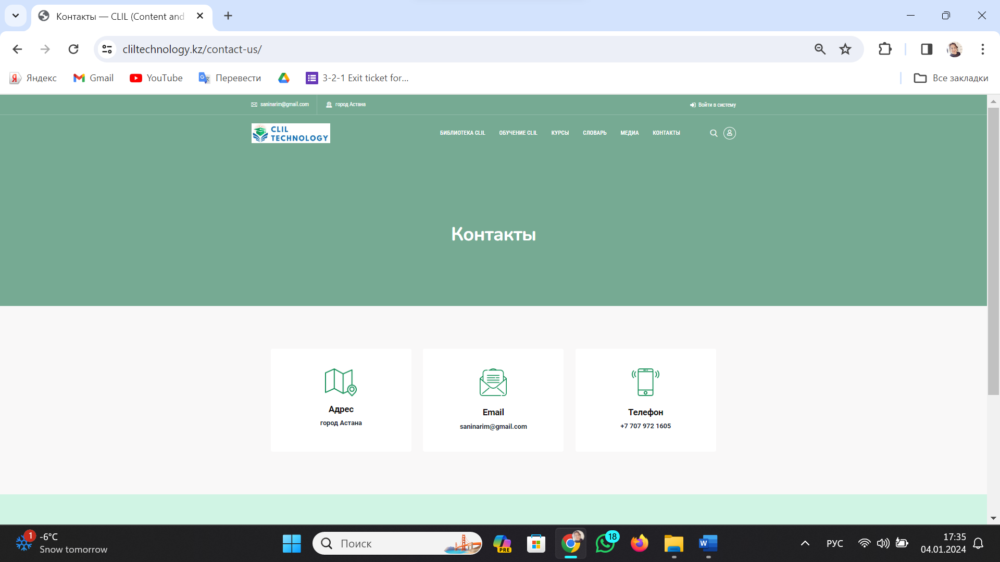 Контакты — CLIL (Content and
cliltechnology.kz/contact-us/
Яндекс
Gmail
YouTube
Перевести
3-2-1 Exit ticket for...
Все закладки
saninarim@gmail.com
город Астана
Войти в систему
CLIL
TECHNOLOGY
БИБЛИОТЕКА CLIL
ОБУЧЕНИЕ CLIL
КУРСЫ
СЛОВАРЬ
МЕДИА
КОНТАКТЫ
Контакты
Адрес
город Астана
Email
saninarim@gmail.com
Телефон
+7 707 972 1605
1
-6°C
Snow tomorrow
Поиск
PRE
18
W
РУС
17:35
04.01.2024